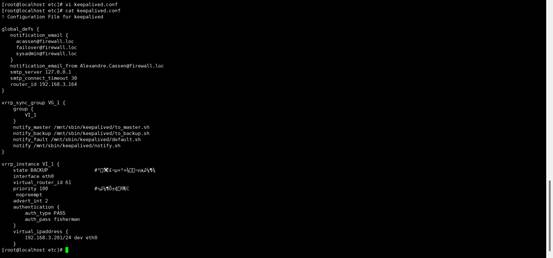 [root@localhost etc]# vi keepalived.conf
[root@localhost etc]# cat keepalived.conf
! Configuration File for keepalived
global_defs {
notification_email {
acassen@firewall.loc
failover@firewall.loc
sysadmin@firewall.loc
}
notification_email_from Alexandre.Cassen@firewall.loc
smtp_server 127.0.0.1
smtp_connect_timeout 30
router_id 192.168.3.164
}
vrrp_sync_group VG_1 {
group {
VI_1
}
notify_master /mnt/sbin/keepalived/to_master.sh
notify_backup /mnt/sbin/keepalived/to_backup.sh
notify_fault /mnt/sbin/keepalived/default.sh
notify /mnt/sbin/keepalived/notify.sh
}
vrrp_instance VI_1 {
state BACKUP
interface eth0
virtual_router_id 61
priority 100
nopreempt
advert_int 2
authentication {
auth_type PASS
auth_pass fisherman
}
virtual_ipaddress {
192.168.3.201/24 dev eth0
}
[root@localhost etc]#